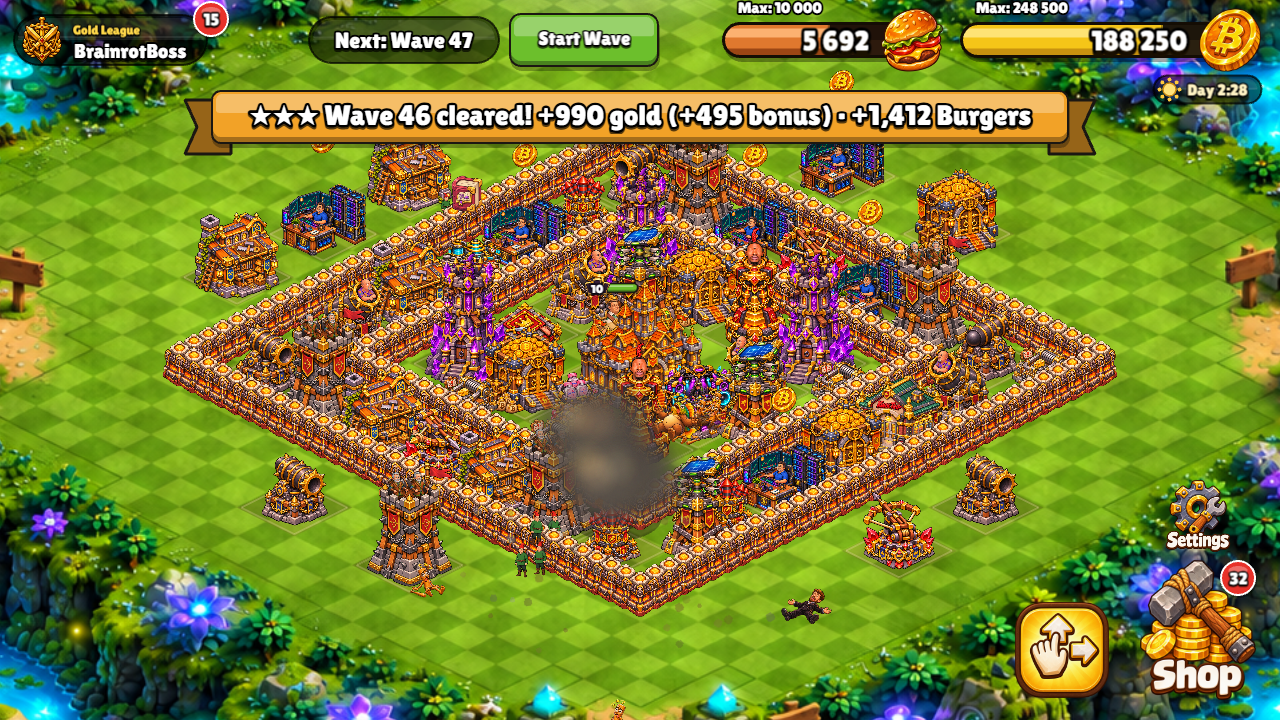 Gold League
BrainrotBoss
15
Next: Wave 47
Start Wave
Max: 10 000
5 692
Max: 248 500
188 250
Day 2:28
★★★ Wave 46 cleared! +990 gold (+495 bonus) · +1,412 Burgers
10
Settings
32
Shop